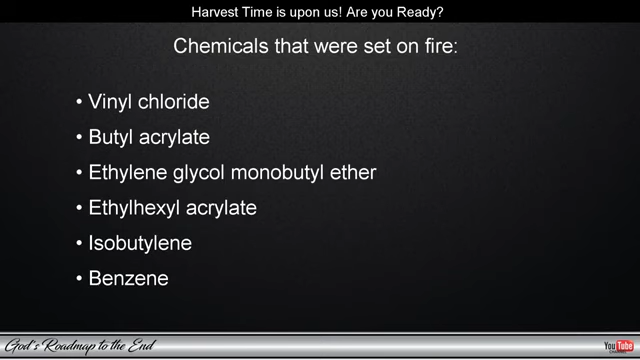 Harvest Time is upon us! Are you Ready?
Chemicals that were set on fire:
• Vinyl chloride
• Butyl acrylate
• Ethylene glycol monobutyl ether
• Ethylhexyl acrylate
• Isobutylene
• Benzene
God's Roadmap to the End
YouTube